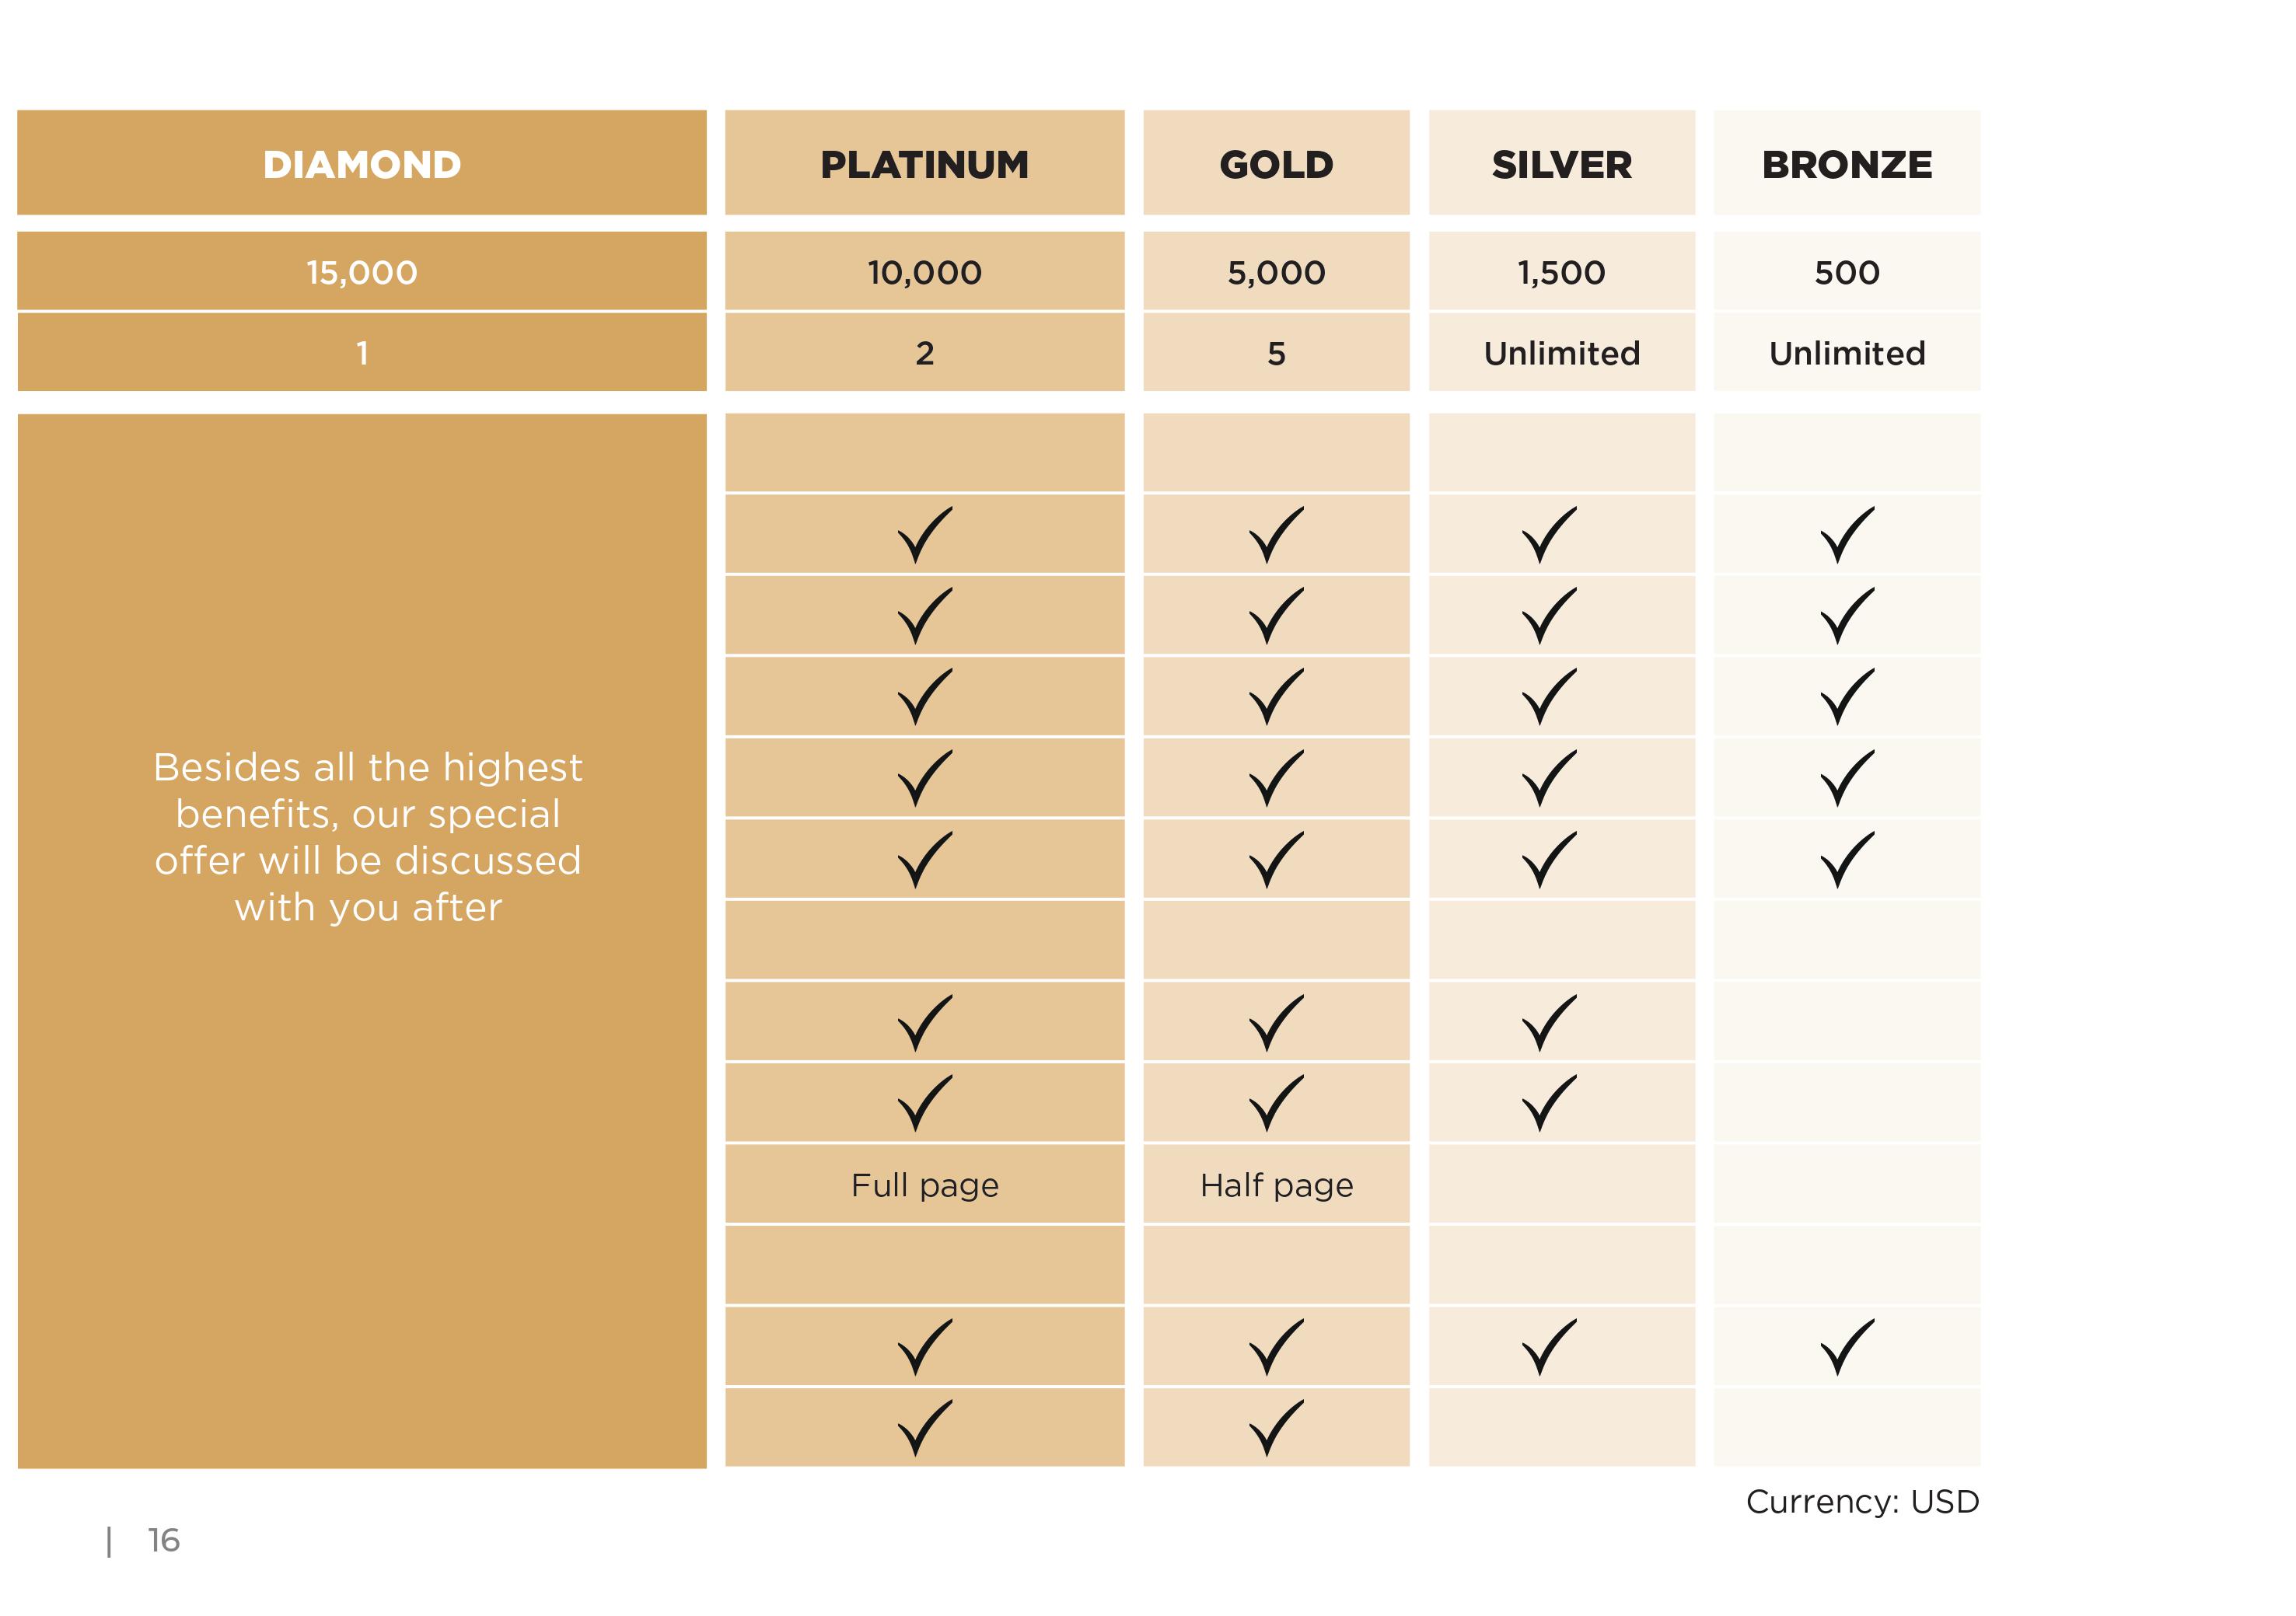 DIAMOND PLATINUM GOLD SILVER BRONZE
15,000 10,000 5,000 1,500 500
1 2 5 Unlimited Unlimited
Besides all the highest
benefits, our special
offer will be discussed
with you after
Full page Half page
Currency: USD
| 16